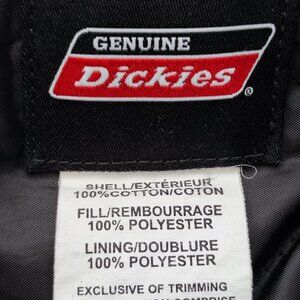 GENUINE
Dickies®
SHELL/EXTÉRIEUR
100%COTTON/COTON
FILL/REMBOURRAGE
100% POLYESTER
LINING/DOUBLURE
100% POLYESTER
EXCLUSIVE OF TRIMMING